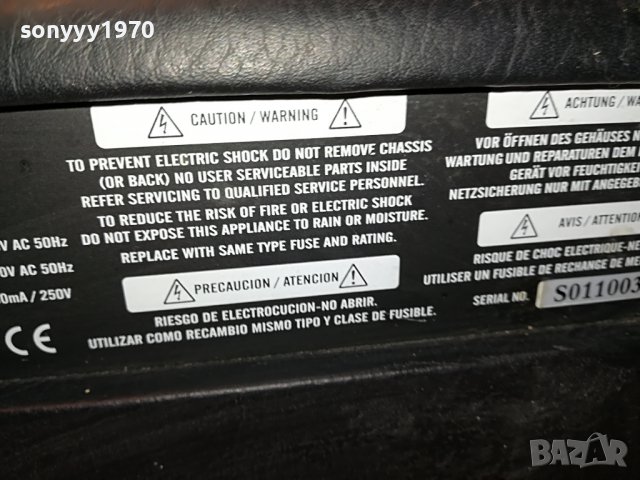 sonyyy1970
CAUTION / WARNING
TO PREVENT ELECTRIC SHOCK DO NOT REMOVE CHASSIS
(OR BACK) NO USER SERVICEABLE PARTS INSIDE
REFER SERVICING TO QUALIFIED SERVICE PERSONNEL.
TO REDUCE THE RISK OF FIRE OR ELECTRIC SHOCK
DO NOT EXPOSE THIS APPLIANCE TO RAIN OR MOISTURE.
REPLACE WITH SAME TYPE FUSE AND RATING.
V AC 50Hz
0V AC 50Hz
0mA / 250V
CE
PRECAUCION / ATENCION
RIESGO DE ELECTROCUCION-NO ABRIR.
UTILIZAR COMO RECAMBIO MISMO TIPO Y CLASE DE FUSIBLE.
ACHTUNG / WA
VOR ÖFFNEN DES GEHÄUSES N
WARTUNG UND REPARATUREN DEM
GERÄT VOR FEUCHTIGKEIT
NETZSICHERUNG NUR MIT ANGEGEB
AVIS / ATTENTION
RISQUE DE CHOC ELECTRIQUE-NE
UTILISER UN FUSIBLE DE RECHANGE DE ME
SERIAL NO. S011003
BAZAR